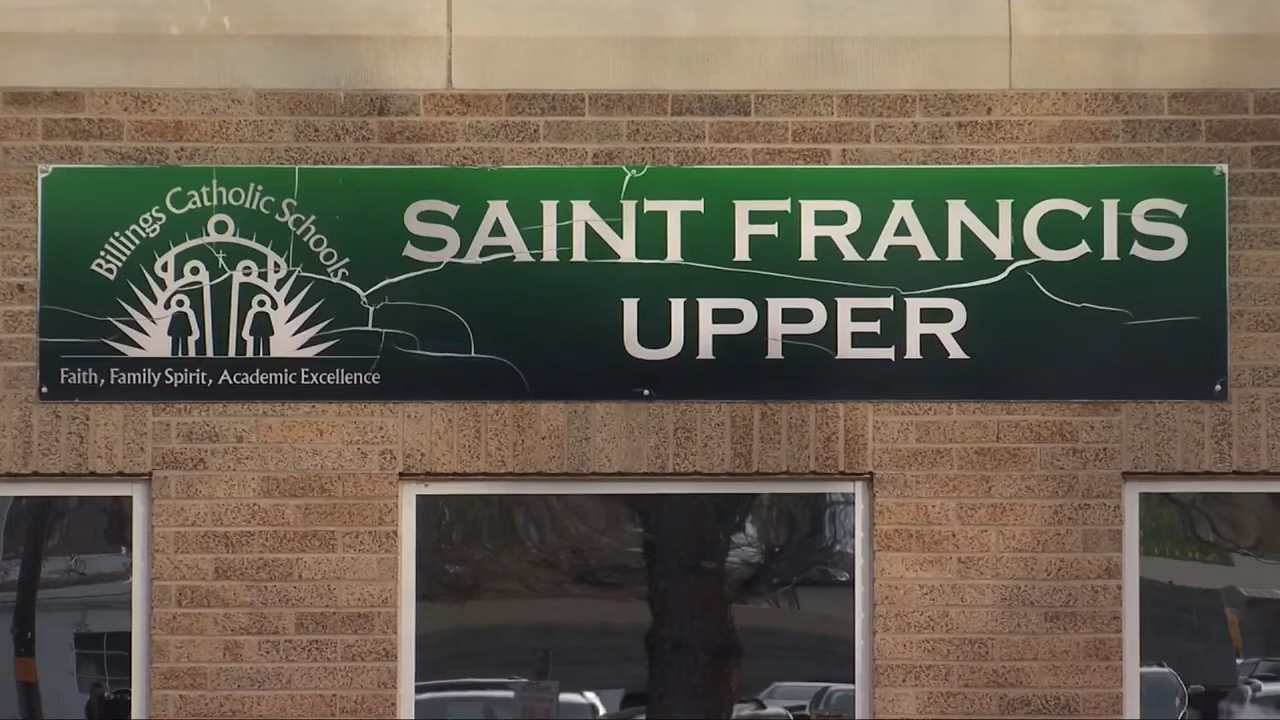 Billings Catholic Schools
Faith, Family Spirit, Academic Excellence
SAINT FRANCIS
UPPER